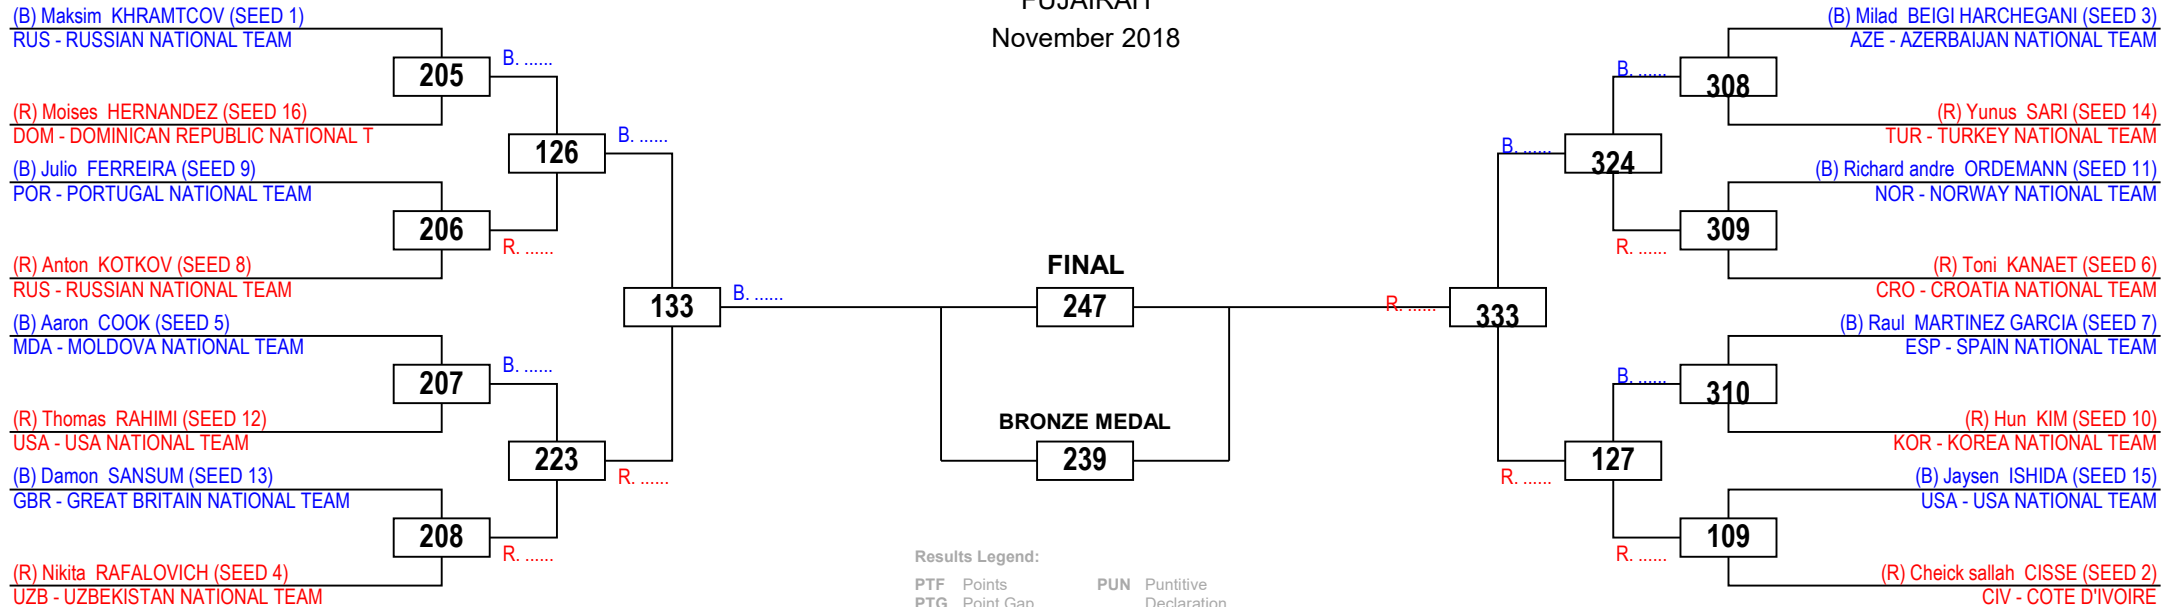 FUJAIRAH
November 2018
(B) Maksim KHRAMTCOV (SEED 1)
RUS - RUSSIAN NATIONAL TEAM
B. ......
205
(R) Moises HERNANDEZ (SEED 16)
DOM - DOMINICAN REPUBLIC NATIONAL T
126
B. ......
(B) Julio FERREIRA (SEED 9)
POR - PORTUGAL NATIONAL TEAM
206
R. ......
(R) Anton KOTKOV (SEED 8)
RUS - RUSSIAN NATIONAL TEAM
133
B. ......
(B) Aaron COOK (SEED 5)
MDA - MOLDOVA NATIONAL TEAM
B. ......
207
(R) Thomas RAHIMI (SEED 12)
USA - USA NATIONAL TEAM
223
R. ......
(B) Damon SANSUM (SEED 13)
GBR - GREAT BRITAIN NATIONAL TEAM
208
R. ......
(R) Nikita RAFALOVICH (SEED 4)
UZB - UZBEKISTAN NATIONAL TEAM
FINAL
247
BRONZE MEDAL
239
(B) Milad BEIGI HARCHEGANI (SEED 3)
AZE - AZERBAIJAN NATIONAL TEAM
B. ......
308
(R) Yunus SARI (SEED 14)
TUR - TURKEY NATIONAL TEAM
B. ......
324
(B) Richard andre ORDEMANN (SEED 11)
NOR - NORWAY NATIONAL TEAM
309
R. ......
(R) Toni KANAET (SEED 6)
CRO - CROATIA NATIONAL TEAM
R. ......
333
(B) Raul MARTINEZ GARCIA (SEED 7)
ESP - SPAIN NATIONAL TEAM
B. ......
310
(R) Hun KIM (SEED 10)
KOR - KOREA NATIONAL TEAM
R. ......
127
(B) Jaysen ISHIDA (SEED 15)
USA - USA NATIONAL TEAM
109
R. ......
(R) Cheick sallah CISSE (SEED 2)
CIV - COTE D'IVOIRE
Results Legend:
PTF Points PUN Puntitive
PTG Point Gap Declaration